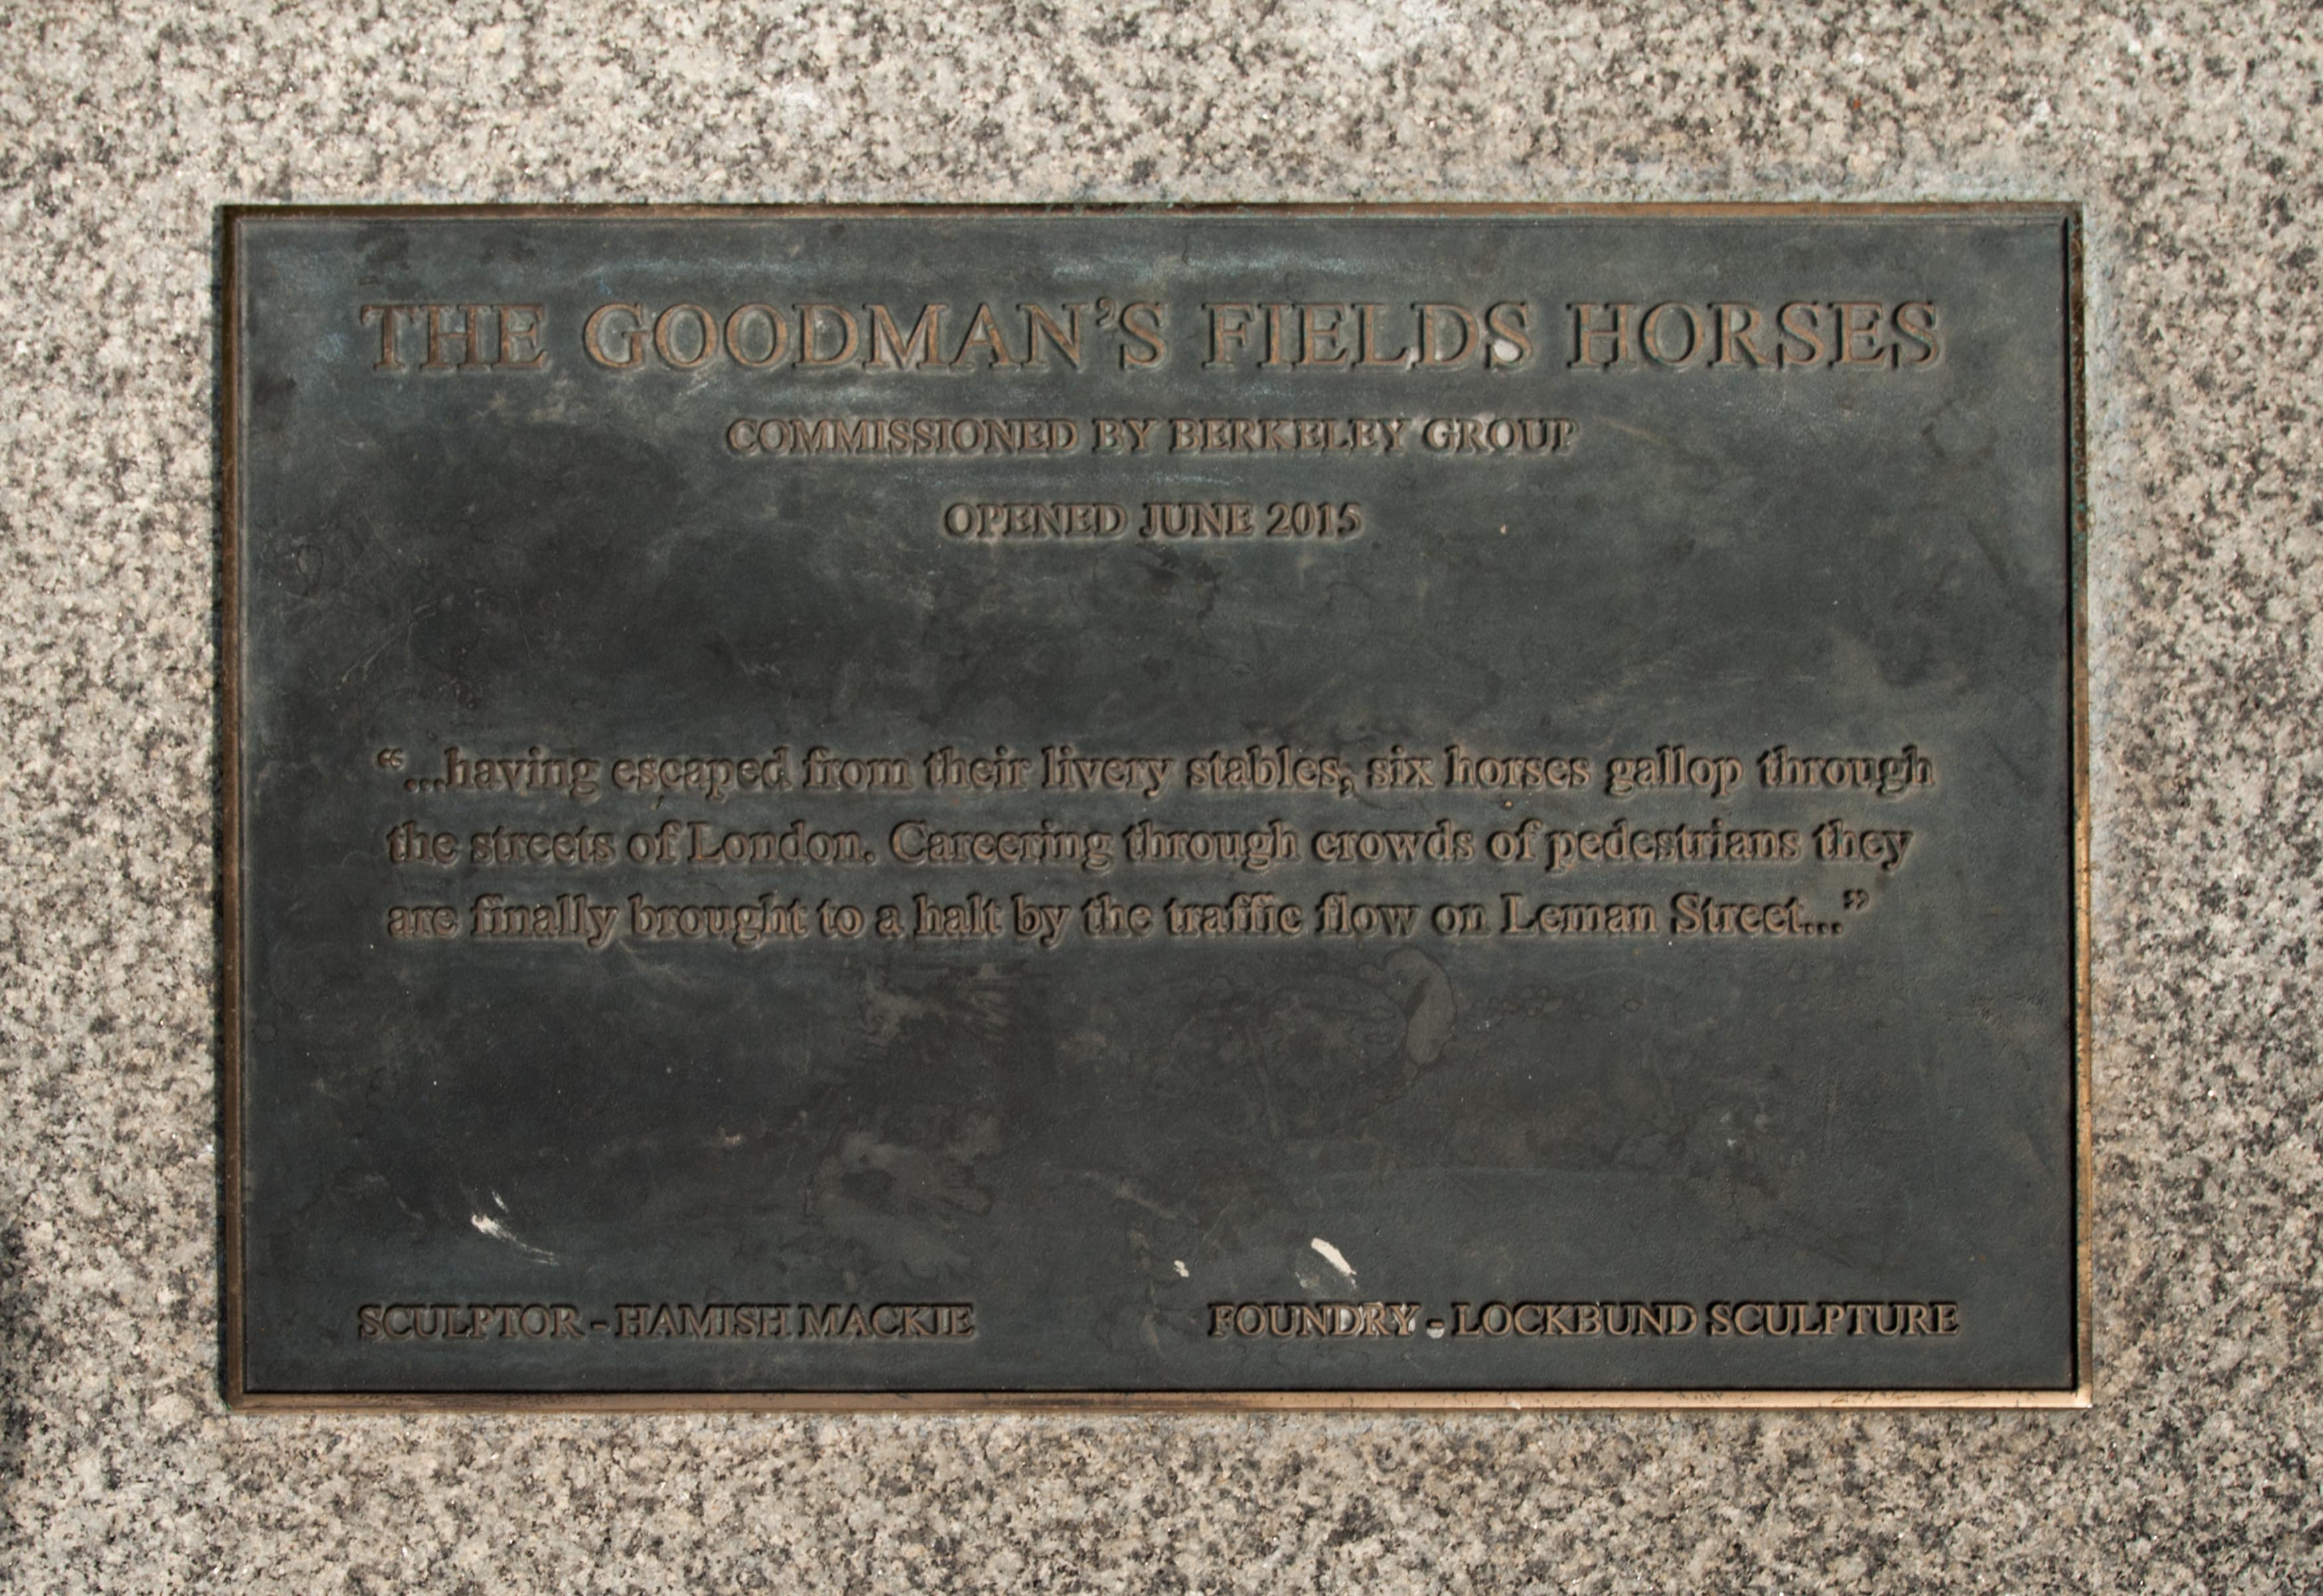 THE GOODMAN’S FIELDS HORSES
COMMISSIONED BY BERKELEY GROUP
OPENED JUNE 2015
“...having escaped from their livery stables, six horses gallop through
the streets of London. Careering through crowds of pedestrians they
are finally brought to a halt by the traffic flow on Leman Street...”
SCULPTOR - HAMISH MACKIE
FOUNDRY - LOCKBUND SCULPTURE